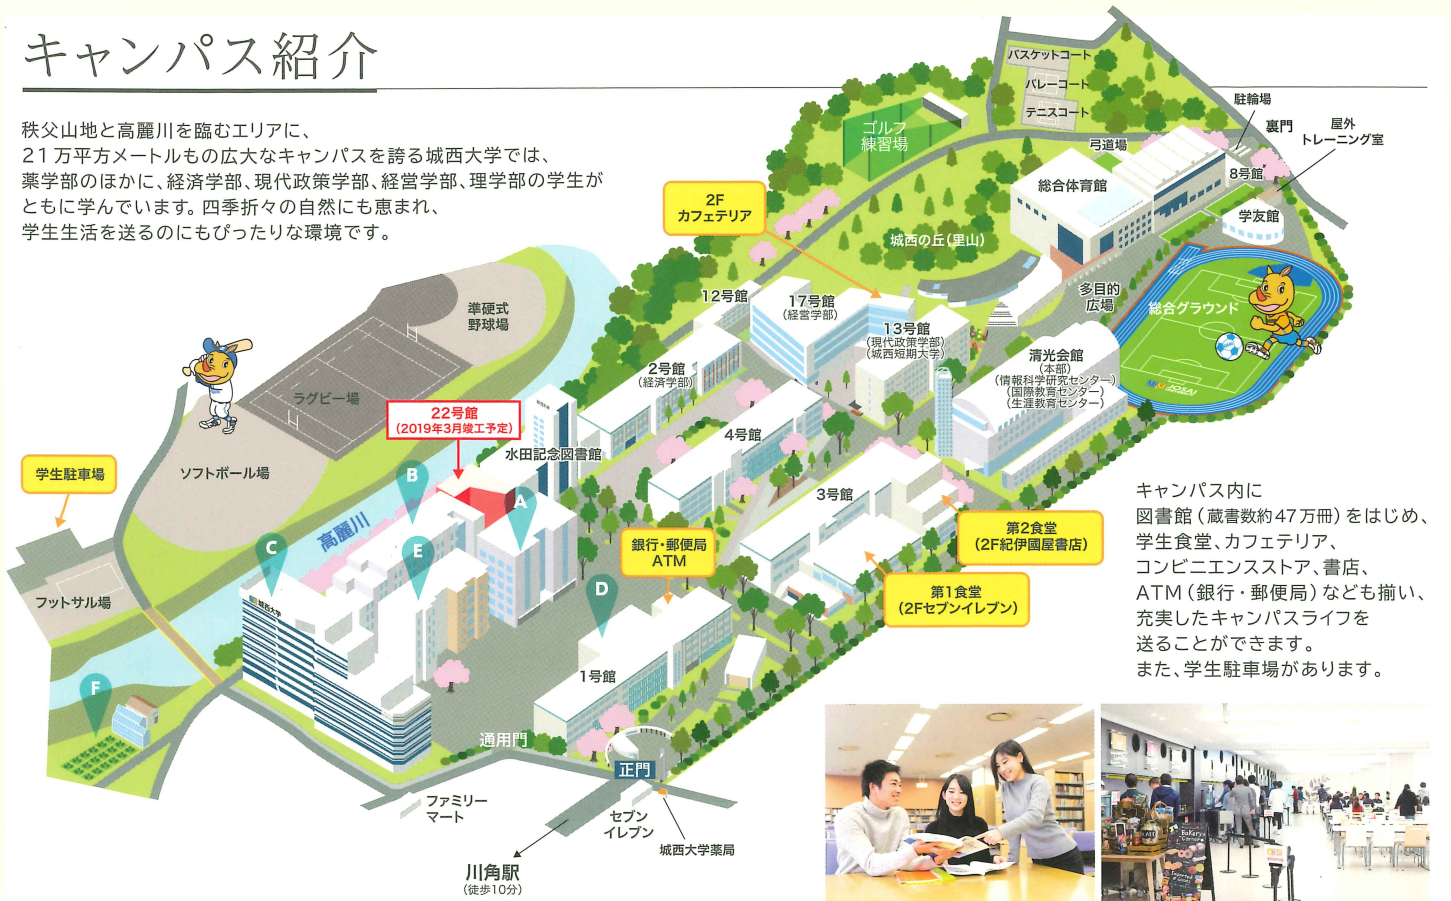 キャンパス紹介
秩父山地と高麗川を臨むエリアに、
21万平方メートルもの広大なキャンパスを誇る城西大学では、
薬学部のほかに、経済学部、現代政策学部、経営学部、理学部の学生が
ともに学んでいます。四季折々の自然にも恵まれ、
学生生活を送るのにもぴったりな環境です。
バスケットコート
バレーコート
テニスコート
駐輪場
裏門
屋外
トレーニング室
ゴルフ
練習場
弓道場
総合体育館
8号館
学友館
2F
カフェテリア
城西の丘(里山)
多目的
広場
総合グラウンド
JOSAI
12号館
17号館
(経営学部)
13号館
(現代政策学部)
(城西短期大学)
清光会館
(本部)
(情報科学研究センター)
(国際教育センター)
(生涯教育センター)
準硬式
野球場
ラグビー場
2号館
(経済学部)
22号館
(2019年3月竣工予定)
水田記念図書館
4号館
3号館
ソフトボール場
学生駐車場
高麗川
A
B
C
D
E
F
城西大学
銀行・郵便局
ATM
第2食堂
(2F紀伊國屋書店)
第1食堂
(2Fセブンイレブン)
フットサル場
1号館
通用門
正門
ファミリー
マート
セブン
イレブン
城西大学薬局
川角駅
(徒歩10分)
キャンパス内に
図書館(蔵書数約47万冊)をはじめ、
学生食堂、カフェテリア、
コンビニエンスストア、書店、
ATM(銀行・郵便局)なども揃い、
充実したキャンパスライフを
送ることができます。
また、学生駐車場があります。
Bakery
Corner